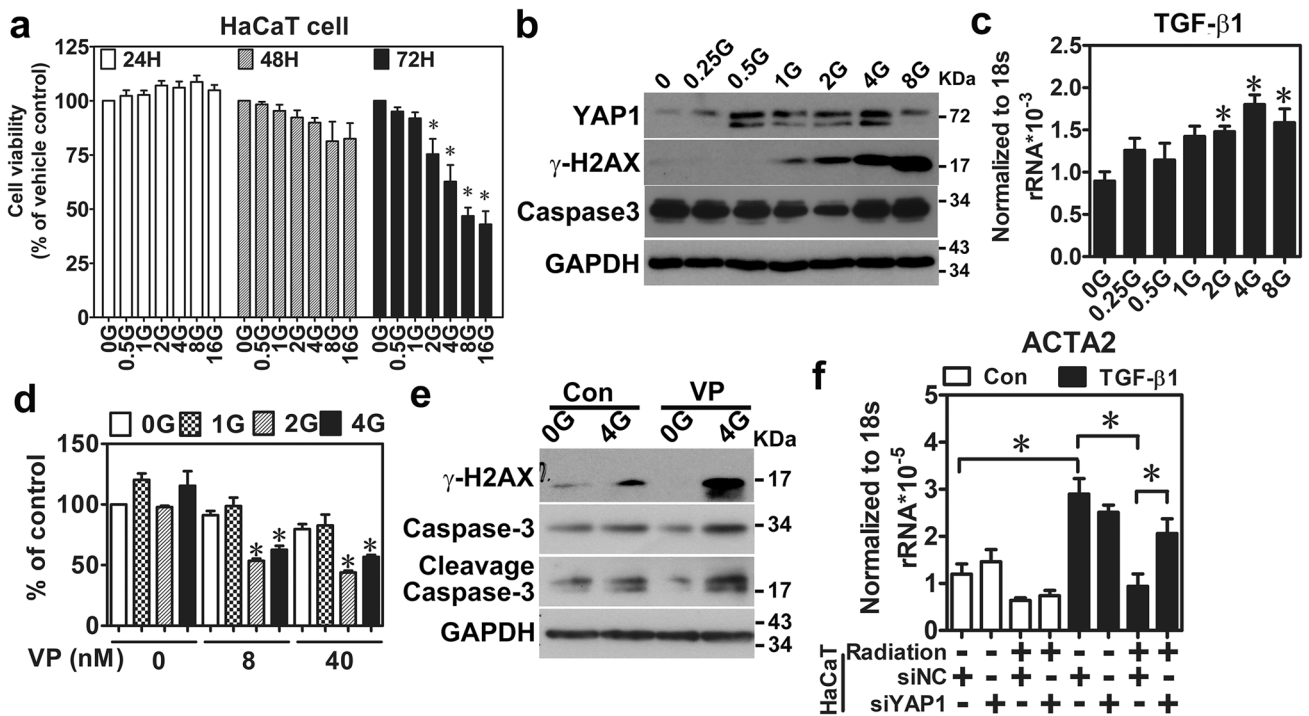 a
HaCaT cell
24H 48H 72H
Cell viability
(% of vehicle control)
125
100
75
50
25
0
* * * *
0G 0.5G 1G 2G 4G 8G 16G 0G 0.5G 1G 2G 4G 8G 16G 0G 0.5G 1G 2G 4G 8G 16G
b
0 0.25G 0.5G 1G 2G 4G 8G KDa
YAP1 -72
γ-H2AX -17
Caspase3 -34
GAPDH -43
-34
c
TGF-β1
Normalized to 18s
rRNA*10-3
2.5
2.0
1.5
1.0
0.5
0.0
* * *
0G 0.25G 0.5G 1G 2G 4G 8G
d
0G 1G 2G 4G
% of control
150
100
50
0
* * * *
VP (nM) 0 8 40
e
Con VP
0G 4G 0G 4G KDa
γ-H2AX -17
Caspase-3 -34
Cleavage
Caspase-3 -17
GAPDH -43
-34
f
ACTA2
Con TGF-β1
Normalized to 18s
rRNA*10-5
5
4
3
2
1
0
* * *
HaCaT
Radiation - - + + - - + +
siNC + - + - + - + -
siYAP1 - + - + - + - +